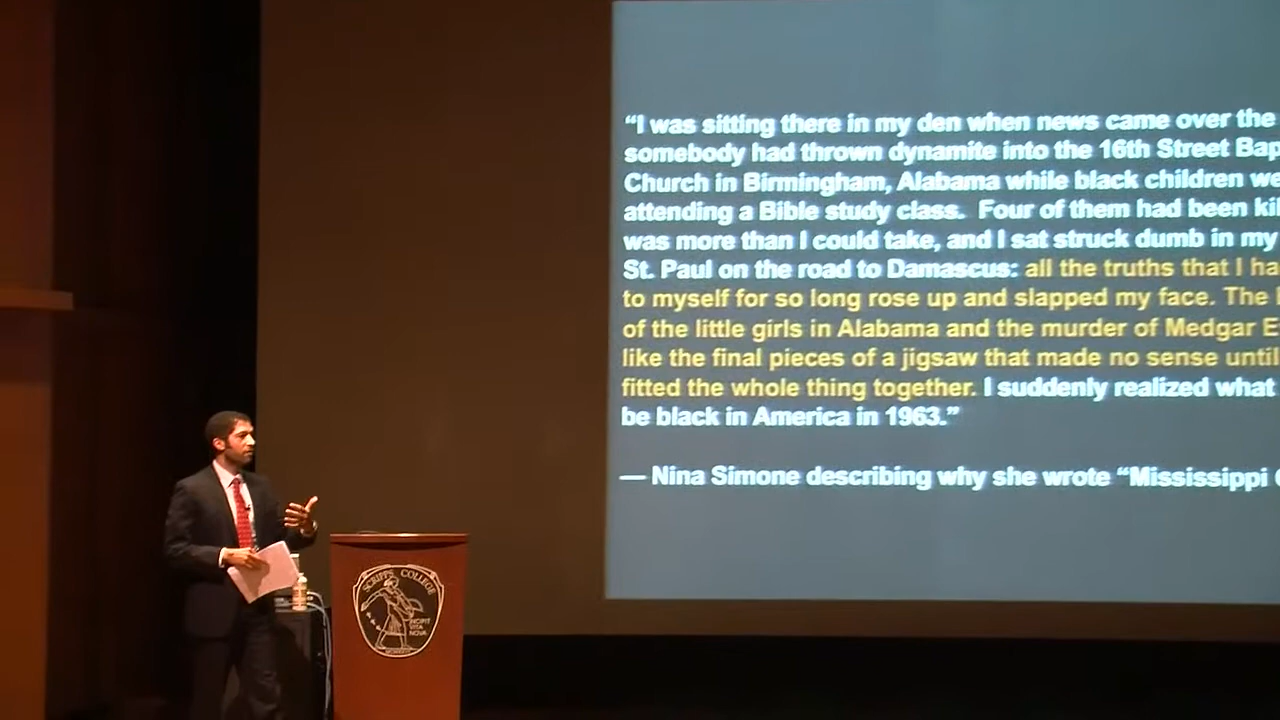 “I was sitting there in my den when news came over the
somebody had thrown dynamite into the 16th Street Bap
Church in Birmingham, Alabama while black children we
attending a Bible study class.  Four of them had been kil
was more than I could take, and I sat struck dumb in my
St. Paul on the road to Damascus: all the truths that I ha
to myself for so long rose up and slapped my face. The
of the little girls in Alabama and the murder of Medgar E
like the final pieces of a jigsaw that made no sense until
fitted the whole thing together. I suddenly realized what
be black in America in 1963.”
— Nina Simone describing why she wrote “Mississippi
SCRIPPS COLLEGE
INCIPIT
VITA
NOVA